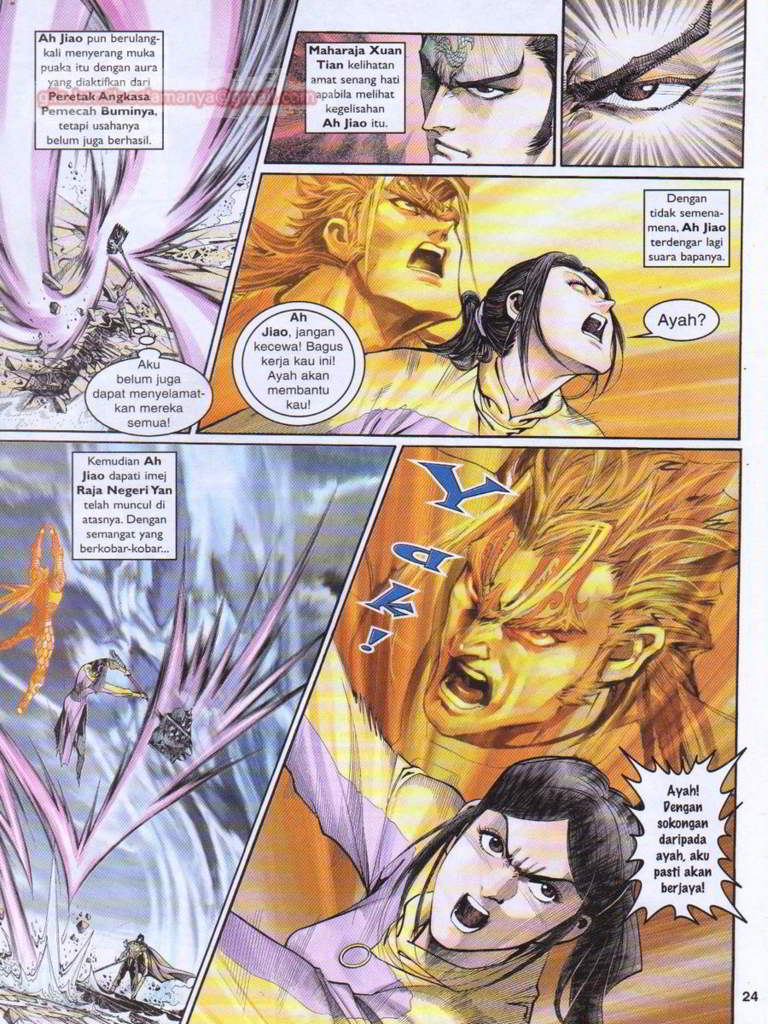 Ah Jiao pun berulang-
kali menyerang muka
puaka itu dengan aura
yang diaktifkan dari
Peretak Angkasa
Pemecah Buminya,
tetapi usahanya
belum juga berhasil.
Maharaja Xuan
Tian kelihatan
amat senang hati
apabila melihat
kegelisahan
Ah Jiao itu.
Dengan
tidak semena-
mena, Ah Jiao
terdengar lagi
suara bapanya.
Ayah?
Ah
Jiao, jangan
kecewa! Bagus
kerja kau ini!
Ayah akan
membantu
kau!
Aku
belum juga
dapat menyelamat-
kan mereka
semua!
Kemudian Ah
Jiao dapati imej
Raja Negeri Yan
telah muncul di
atasnya. Dengan
semangat yang
berkobar-kobar...
Yak!
Ayah!
Dengan
sokongan
daripada
ayah, aku
pasti akan
berjaya!
24